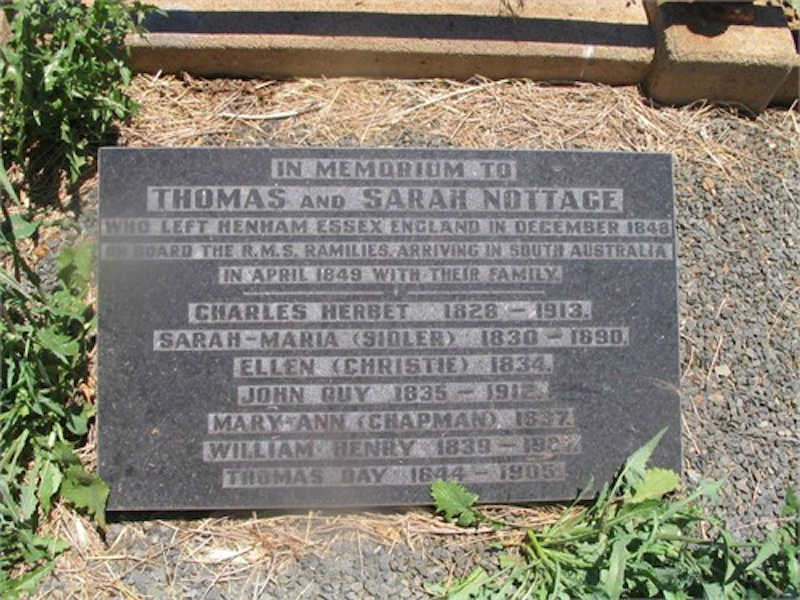 IN MEMORIUM TO
THOMAS AND SARAH NOTTAGE
WHO LEFT HENHAM ESSEX ENGLAND IN DECEMBER 1848
ON BOARD THE R.M.S. RAMILIES. ARRIVING IN SOUTH AUSTRALIA
IN APRIL 1849 WITH THEIR FAMILY.
CHARLES HERBET 1828 – 1913.
SARAH-MARIA (SIDLER) 1830 – 1890.
ELLEN (CHRISTIE) 1834.
JOHN GUY 1835 – 1912.
MARY-ANN (CHAPMAN) 1837.
WILLIAM HENRY 1839 –
THOMAS DAY 1844 – 1905.